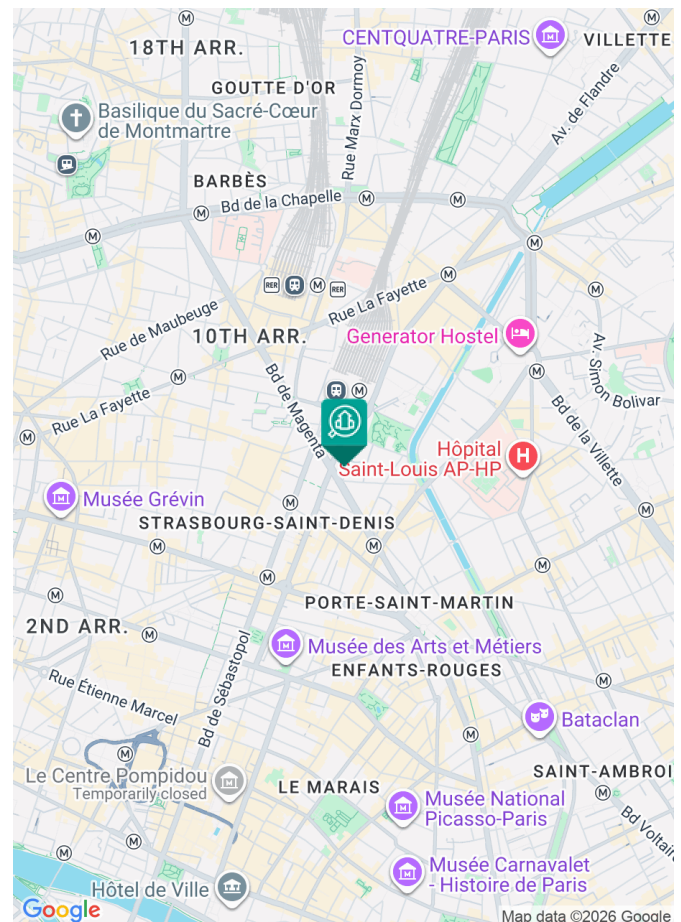 CENTQUATRE-PARIS
VILLETTE
18TH ARR.
GOUTTE D'OR
Rue Marx Dormoy
Av. de Flandre
Basilique du Sacré-Cœur
de Montmartre
BARBÈS
Bd de la Chapelle
M
M
M
M
M
M
M
RER
M
RER
M
Rue La Fayette
Rue de Maubeuge
10TH ARR.
Generator Hostel
Av. Simon Bolivar
M
M
M
Rue La Fayette
Bd de Magenta
Bd de la Villette
Hôpital
Saint-Louis AP-HP
H
Musée Grévin
STRASBOURG-SAINT-DENIS
M
M
M
M
PORTE-SAINT-MARTIN
2ND ARR.
M
Musée des Arts et Métiers
ENFANTS-ROUGES
Rue Étienne Marcel
Bd de Sébastopol
M
M
Bataclan
M
Le Centre Pompidou
Temporarily closed
SAINT-AMBROI
LE MARAIS
M
Musée National
Picasso-Paris
Bd Voltaire
M
M
Musée Carnavalet
- Histoire de Paris
Hôtel de Ville
Google
Map data ©2026 Google